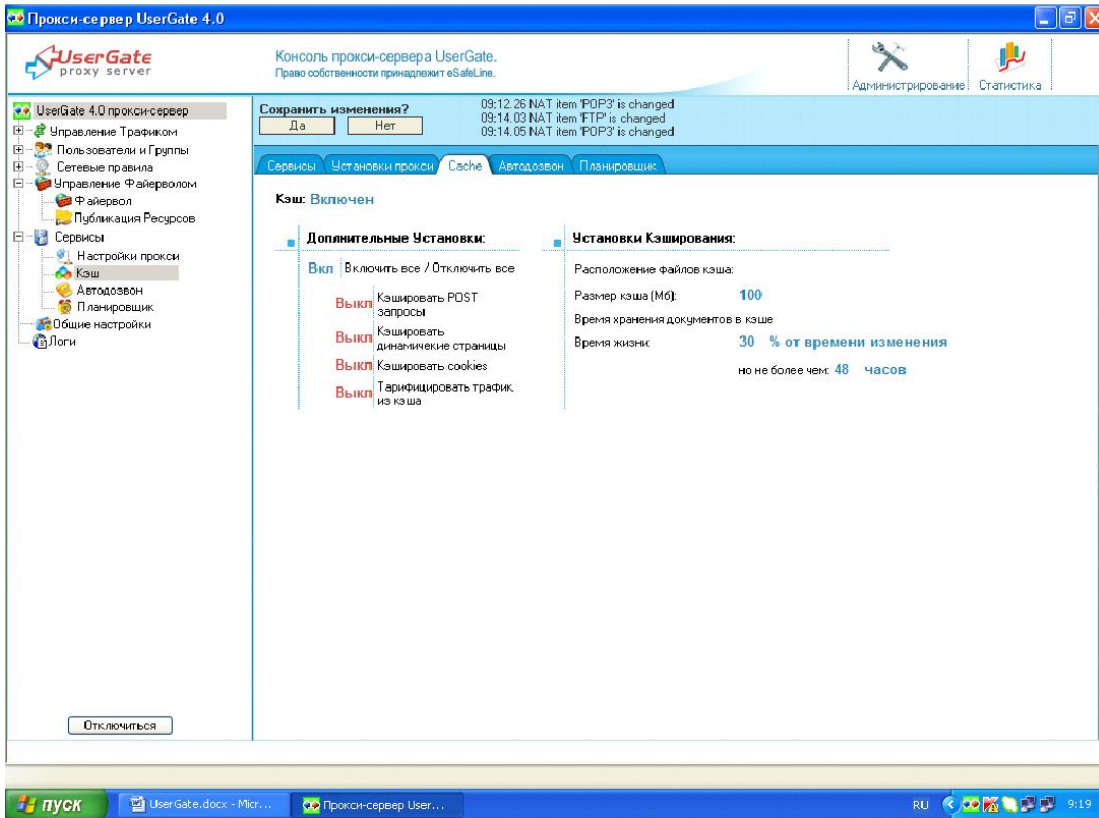 Прокси-сервер UserGate 4.0
UserGate
proxy server
Консоль прокси-сервера UserGate.
Право собственности принадлежит eSafeLine.
Администрирование
Статистика
UserGate 4.0 прокси-сервер
Управление Трафиком
Пользователи и Группы
Сетевые правила
Управление Файерволом
Файервол
Публикация Ресурсов
Сервисы
Настройки прокси
Кэш
Автодозвон
Планировщик
Общие настройки
Логи
Отключиться
Сохранить изменения?
Да
Нет
09:12.26 NAT item 'POP3' is changed
09:14.03 NAT item 'FTP' is changed
09:14.05 NAT item 'POP3' is changed
Сервисы
Установки прокси
Cache
Автодозвон
Планировщик
Кэш: Включен
Доплнительные Установки:
Вкл Включить все / Отключить все
Выкл Кэшировать POST
запросы
Выкл Кэшировать
динамичекие страницы
Выкл Кэшировать cookies
Выкл Тарифицировать трафик
из кэша
Установки Кэширования:
Расположение файлов кэша:
Размер кэша (Мб): 100
Время хранения документов в кэше
Время жизни: 30 % от времени изменения
но не более чем: 48 часов
пуск
UserGate.docx - Micr...
Прокси-сервер User...
RU
9:19